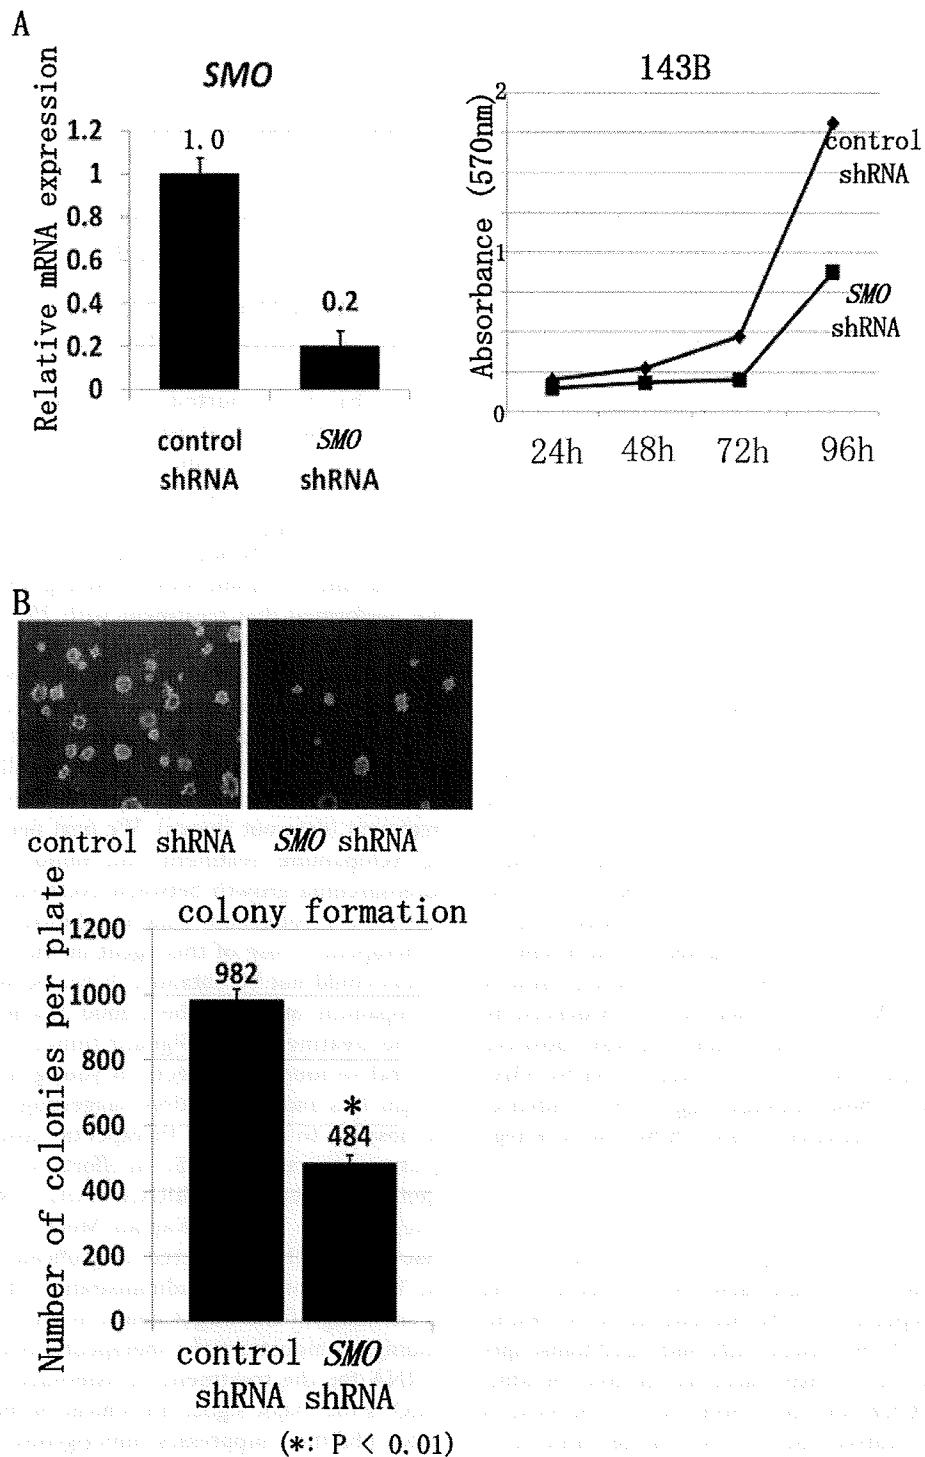 A
SMO
Relative mRNA expression
1.2
1
0.8
0.6
0.4
0.2
0
1.0
0.2
control
shRNA
SMO
shRNA
143B
Absorbance (570nm)
2
1
0
control
shRNA
SMO
shRNA
24h 48h 72h 96h
B
control shRNA SMO shRNA
colony formation
Number of colonies per plate
1200
1000
800
600
400
200
0
982
*
484
control SMO
shRNA shRNA
(*: P < 0.01)